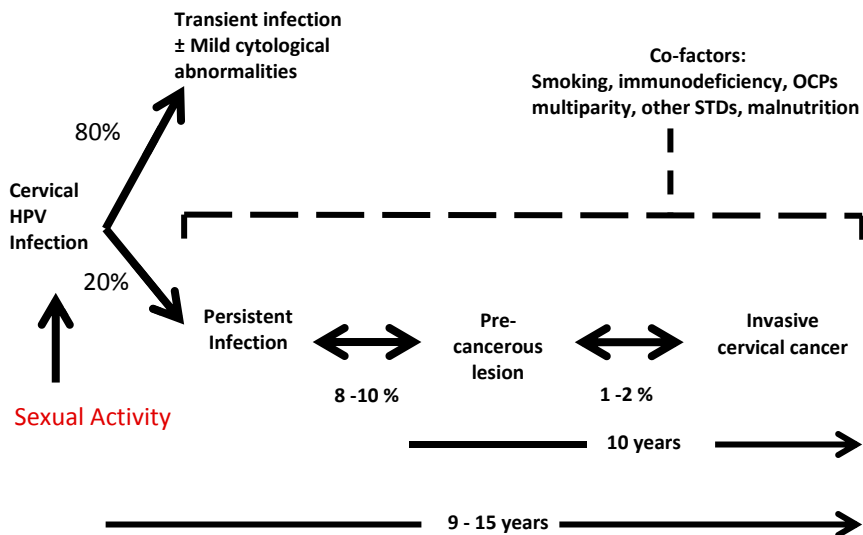 Transient infection
± Mild cytological
abnormalities
Co-factors:
Smoking, immunodeficiency, OCPs
multiparity, other STDs, malnutrition
80%
Cervical
HPV
Infection
20%
Persistent
Infection
Pre-
cancerous
lesion
Invasive
cervical cancer
8 -10 %
1 -2 %
Sexual Activity
10 years
9 - 15 years